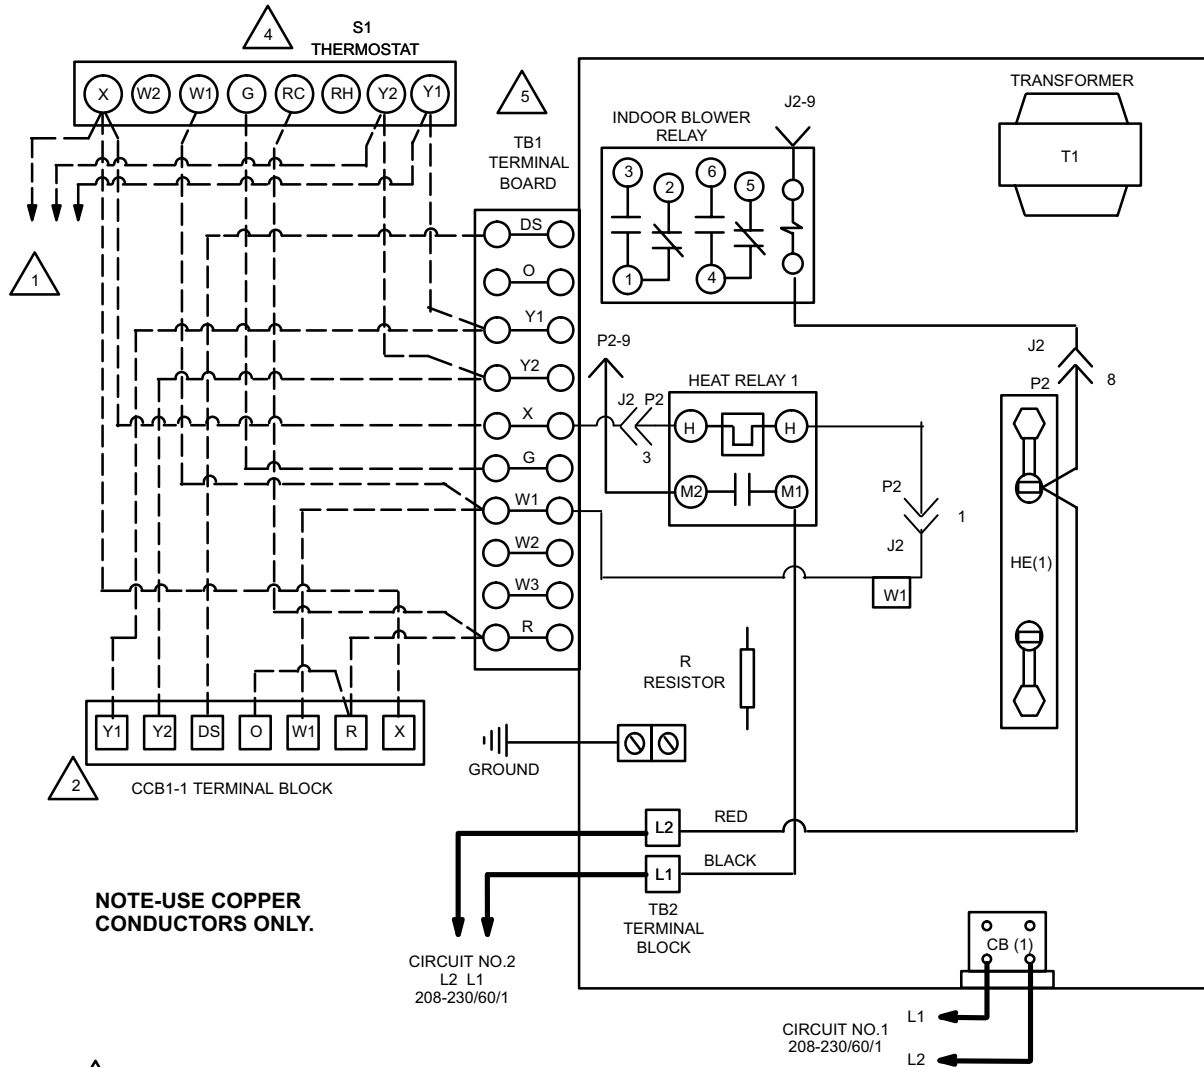 4
S1
THERMOSTAT
X W2 W1 G RC RH Y2 Y1
1
5
TB1
TERMINAL
BOARD
DS
O
Y1
Y2
X
G
W1
W2
W3
R
INDOOR BLOWER
RELAY
J2-9
3 2 6 5
1 4
TRANSFORMER
T1
P2-9
J2 P2
3
HEAT RELAY 1
H H
M2 M1
J2
P2 8
P2
1
J2
W1
HE(1)
R
RESISTOR
GROUND
Y1 Y2 DS O W1 R X
2
CCB1-1 TERMINAL BLOCK
L2 RED
L1 BLACK
TB2
TERMINAL
BLOCK
NOTE-USE COPPER
CONDUCTORS ONLY.
CIRCUIT NO.2
L2 L1
208-230/60/1
CB (1)
CIRCUIT NO.1
208-230/60/1
L1
L2